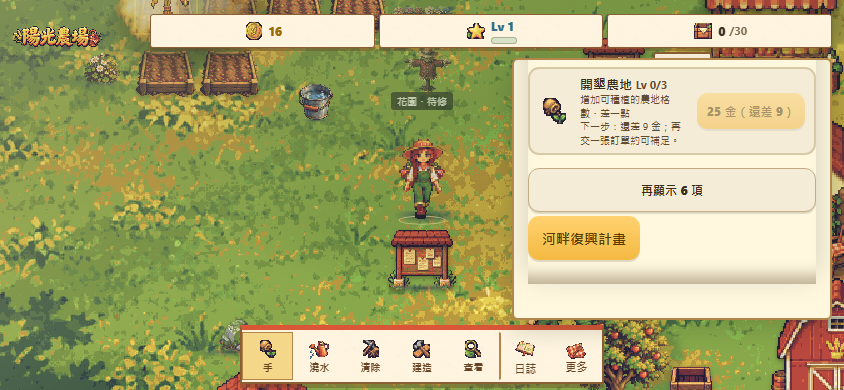 陽光農場
16
Lv 1
0 /30
花圃 · 待修
開墾農地 Lv 0/3
增加可種植的農地格
數 · 差一點
下一步：還差 9 金；再
交一張訂單約可補足。
25 金（還差 9 ）
再顯示 6 項
河畔復興計畫
手
澆水
清除
建造
查看
日誌
更多